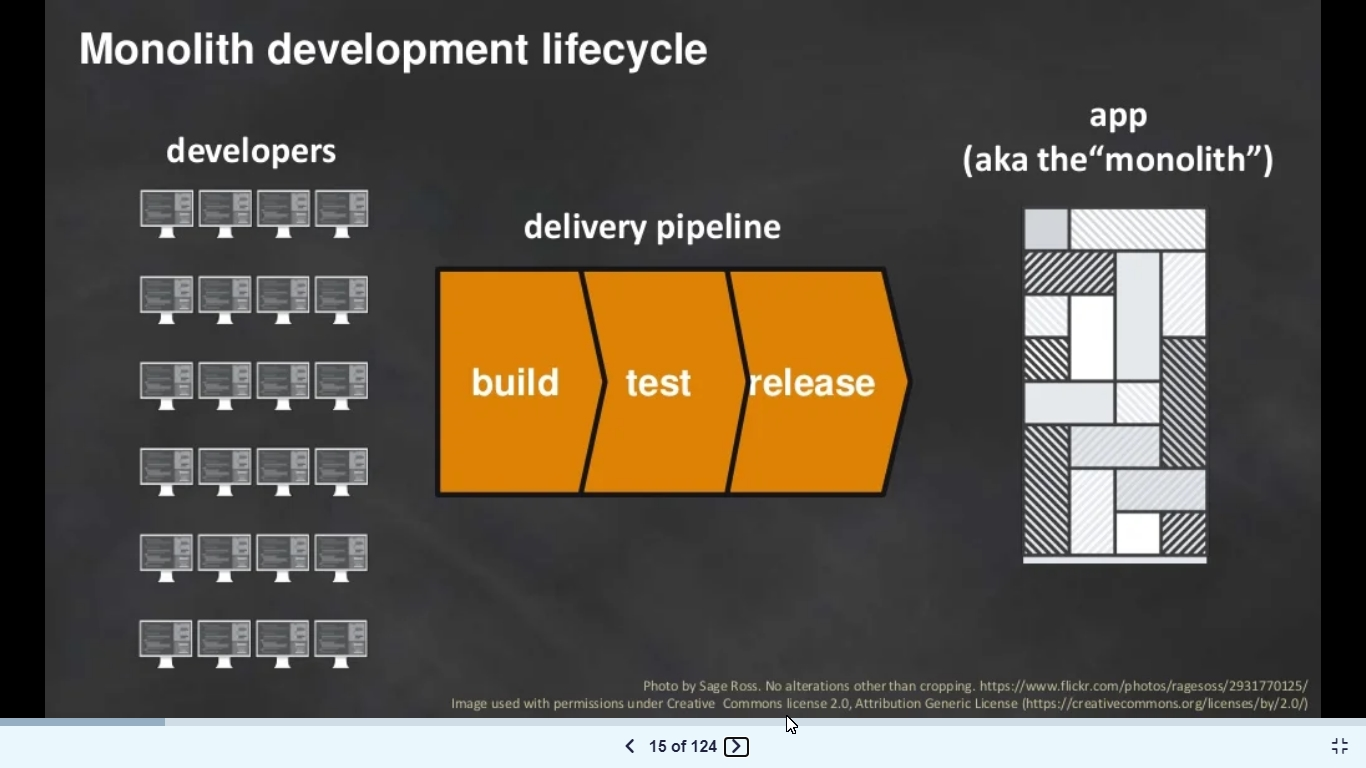 Monolith development lifecycle
developers
delivery pipeline
app
(aka the“monolith”)
build
test
release
Photo by Sage Ross. No alterations other than cropping. https://www.flickr.com/photos/ragesoss/2931770125/
Image used with permissions under Creative Commons license 2.0, Attribution Generic License (https://creativecommons.org/licenses/by/2.0/)
15 of 124